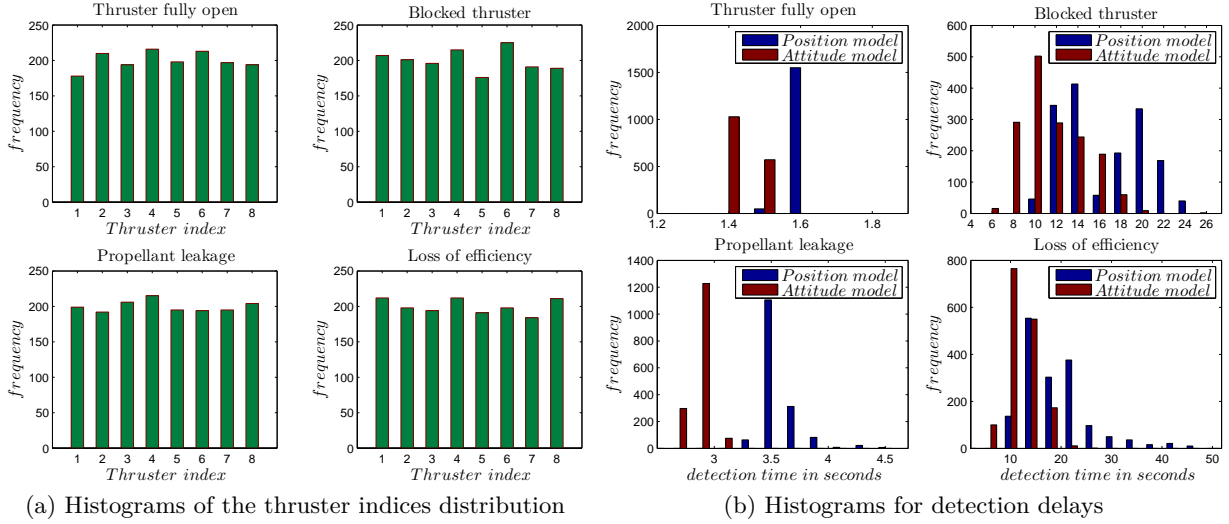 Thruster fully open
250
200
150
100
50
0
frequency
1 2 3 4 5 6 7 8
Thruster index
Blocked thruster
250
200
150
100
50
0
frequency
1 2 3 4 5 6 7 8
Thruster index
Propellant leakage
250
200
150
100
50
0
frequency
1 2 3 4 5 6 7 8
Thruster index
Loss of efficiency
250
200
150
100
50
0
frequency
1 2 3 4 5 6 7 8
Thruster index
(a) Histograms of the thruster indices distribution
Thruster fully open
Position model
Attitude model
2000
1500
1000
500
0
frequency
1.2 1.4 1.6 1.8
Blocked thruster
Position model
Attitude model
600
500
400
300
200
100
0
frequency
4 6 8 10 12 14 16 18 20 22 24 26
Propellant leakage
Position model
Attitude model
1400
1200
1000
800
600
400
200
0
frequency
3 3.5 4 4.5
detection time in seconds
Loss of efficiency
Position model
Attitude model
800
600
400
200
0
frequency
10 20 30 40 50
detection time in seconds
(b) Histograms for detection delays